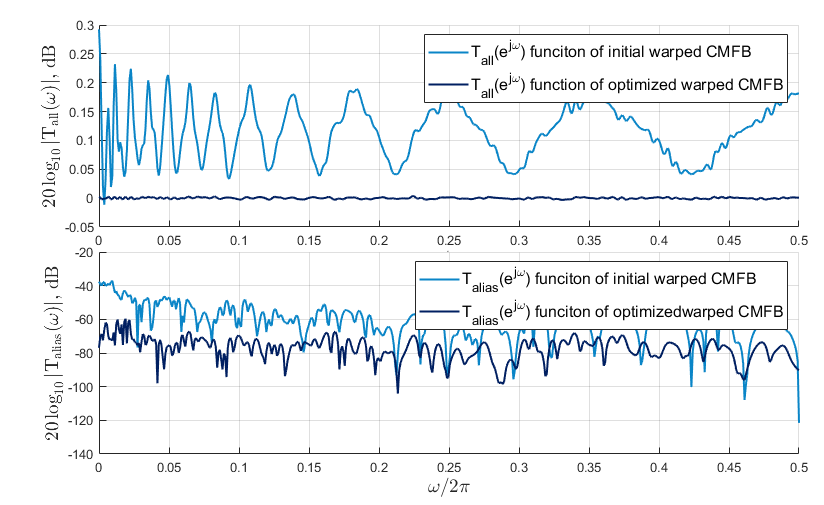 0.3
0.25
0.2
0.15
0.1
0.05
0
-0.05
20 log₁₀ |T_all(ω)|, dB
T_all(e^jω) funciton of initial warped CMFB
T_all(e^jω) function of optimized warped CMFB
0 0.05 0.1 0.15 0.2 0.25 0.3 0.35 0.4 0.45 0.5
-20
-40
-60
-80
-100
-120
-140
20 log₁₀ |T_alias(ω)|, dB
T_alias(e^jω) funciton of initial warped CMFB
T_alias(e^jω) function of optimizedwarped CMFB
0 0.05 0.1 0.15 0.2 0.25 0.3 0.35 0.4 0.45 0.5
ω/2π